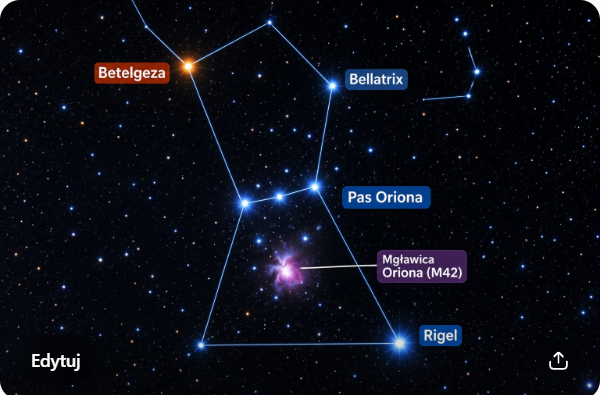 Betelgeza
Bellatrix
Pas Oriona
Mgławica
Oriona (M42)
Rigel
Edytuj